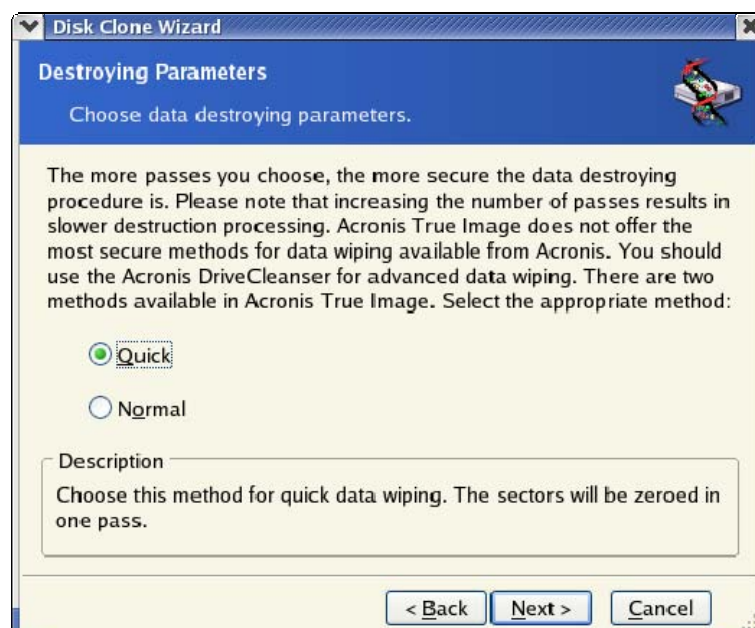 Disk Clone Wizard
Destroying Parameters
Choose data destroying parameters.
The more passes you choose, the more secure the data destroying
procedure is. Please note that increasing the number of passes results in
slower destruction processing. Acronis True Image does not offer the
most secure methods for data wiping available from Acronis. You should
use the Acronis DriveCleanser for advanced data wiping. There are two
methods available in Acronis True Image. Select the appropriate method:
Quick
Normal
Description
Choose this method for quick data wiping. The sectors will be zeroed in
one pass.
< Back Next > Cancel